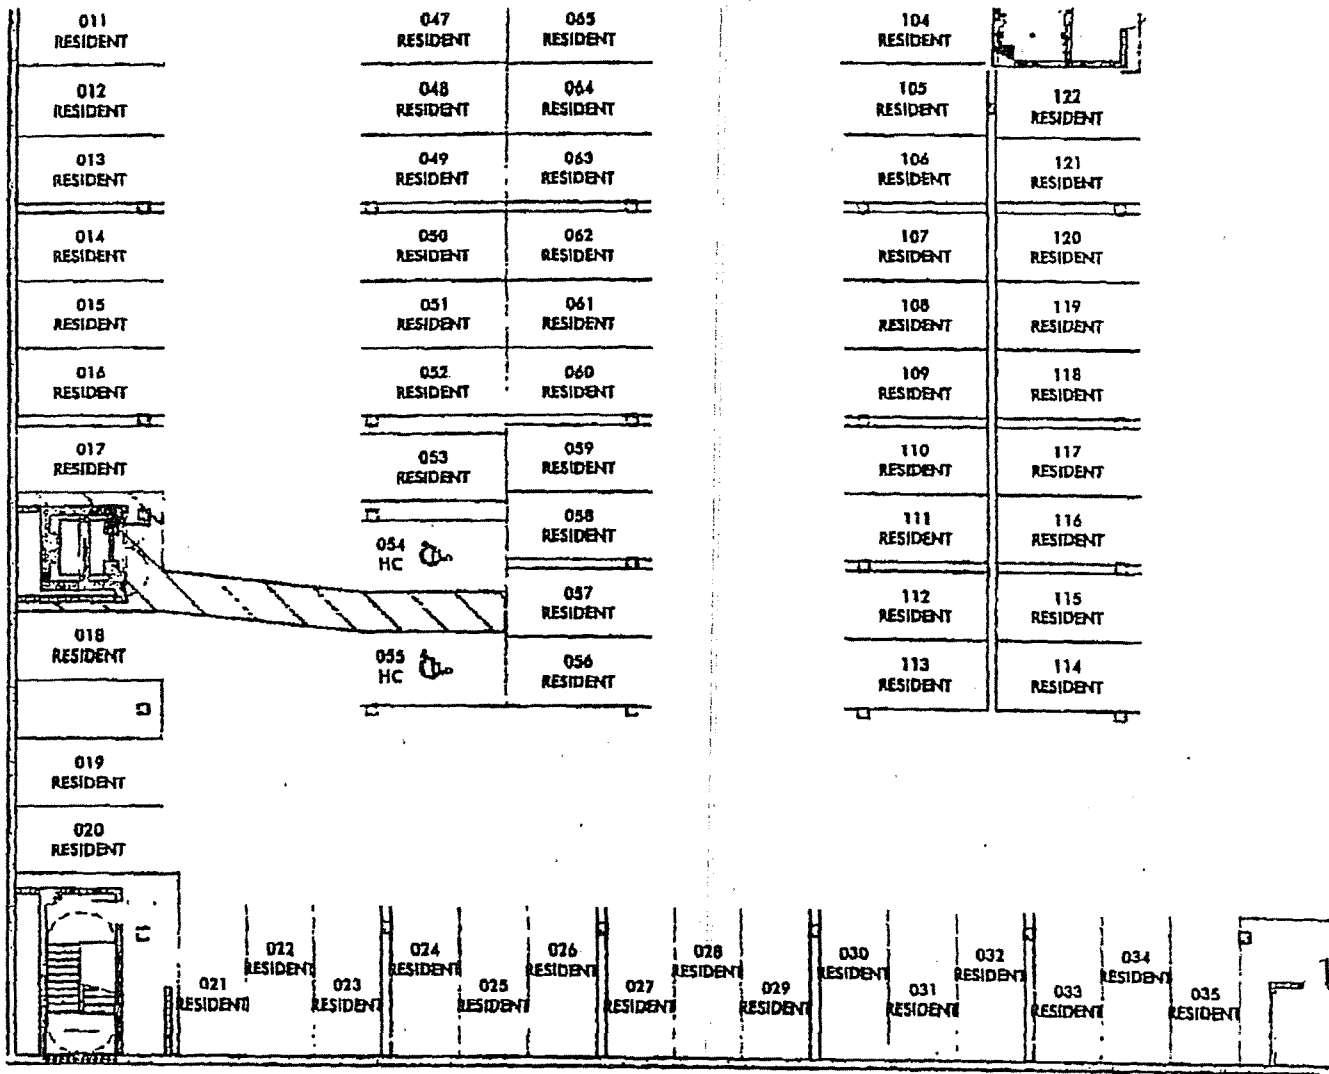 011
RESIDENT
047
RESIDENT
065
RESIDENT
104
RESIDENT
012
RESIDENT
048
RESIDENT
064
RESIDENT
105
RESIDENT
122
RESIDENT
013
RESIDENT
049
RESIDENT
063
RESIDENT
106
RESIDENT
121
RESIDENT
014
RESIDENT
050
RESIDENT
062
RESIDENT
107
RESIDENT
120
RESIDENT
015
RESIDENT
051
RESIDENT
061
RESIDENT
108
RESIDENT
119
RESIDENT
016
RESIDENT
052
RESIDENT
060
RESIDENT
109
RESIDENT
118
RESIDENT
017
RESIDENT
053
RESIDENT
059
RESIDENT
110
RESIDENT
117
RESIDENT
054
HC
058
RESIDENT
111
RESIDENT
116
RESIDENT
057
RESIDENT
112
RESIDENT
115
RESIDENT
018
RESIDENT
055
HC
056
RESIDENT
113
RESIDENT
114
RESIDENT
019
RESIDENT
020
RESIDENT
021
RESIDENT
022
RESIDENT
023
RESIDENT
024
RESIDENT
025
RESIDENT
026
RESIDENT
027
RESIDENT
028
RESIDENT
029
RESIDENT
030
RESIDENT
031
RESIDENT
032
RESIDENT
033
RESIDENT
034
RESIDENT
035
RESIDENT